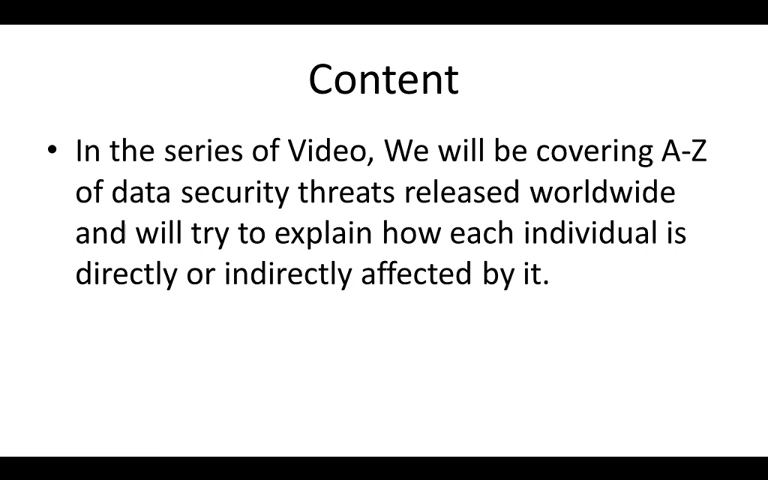 Content
• In the series of Video, We will be covering A-Z
of data security threats released worldwide
and will try to explain how each individual is
directly or indirectly affected by it.